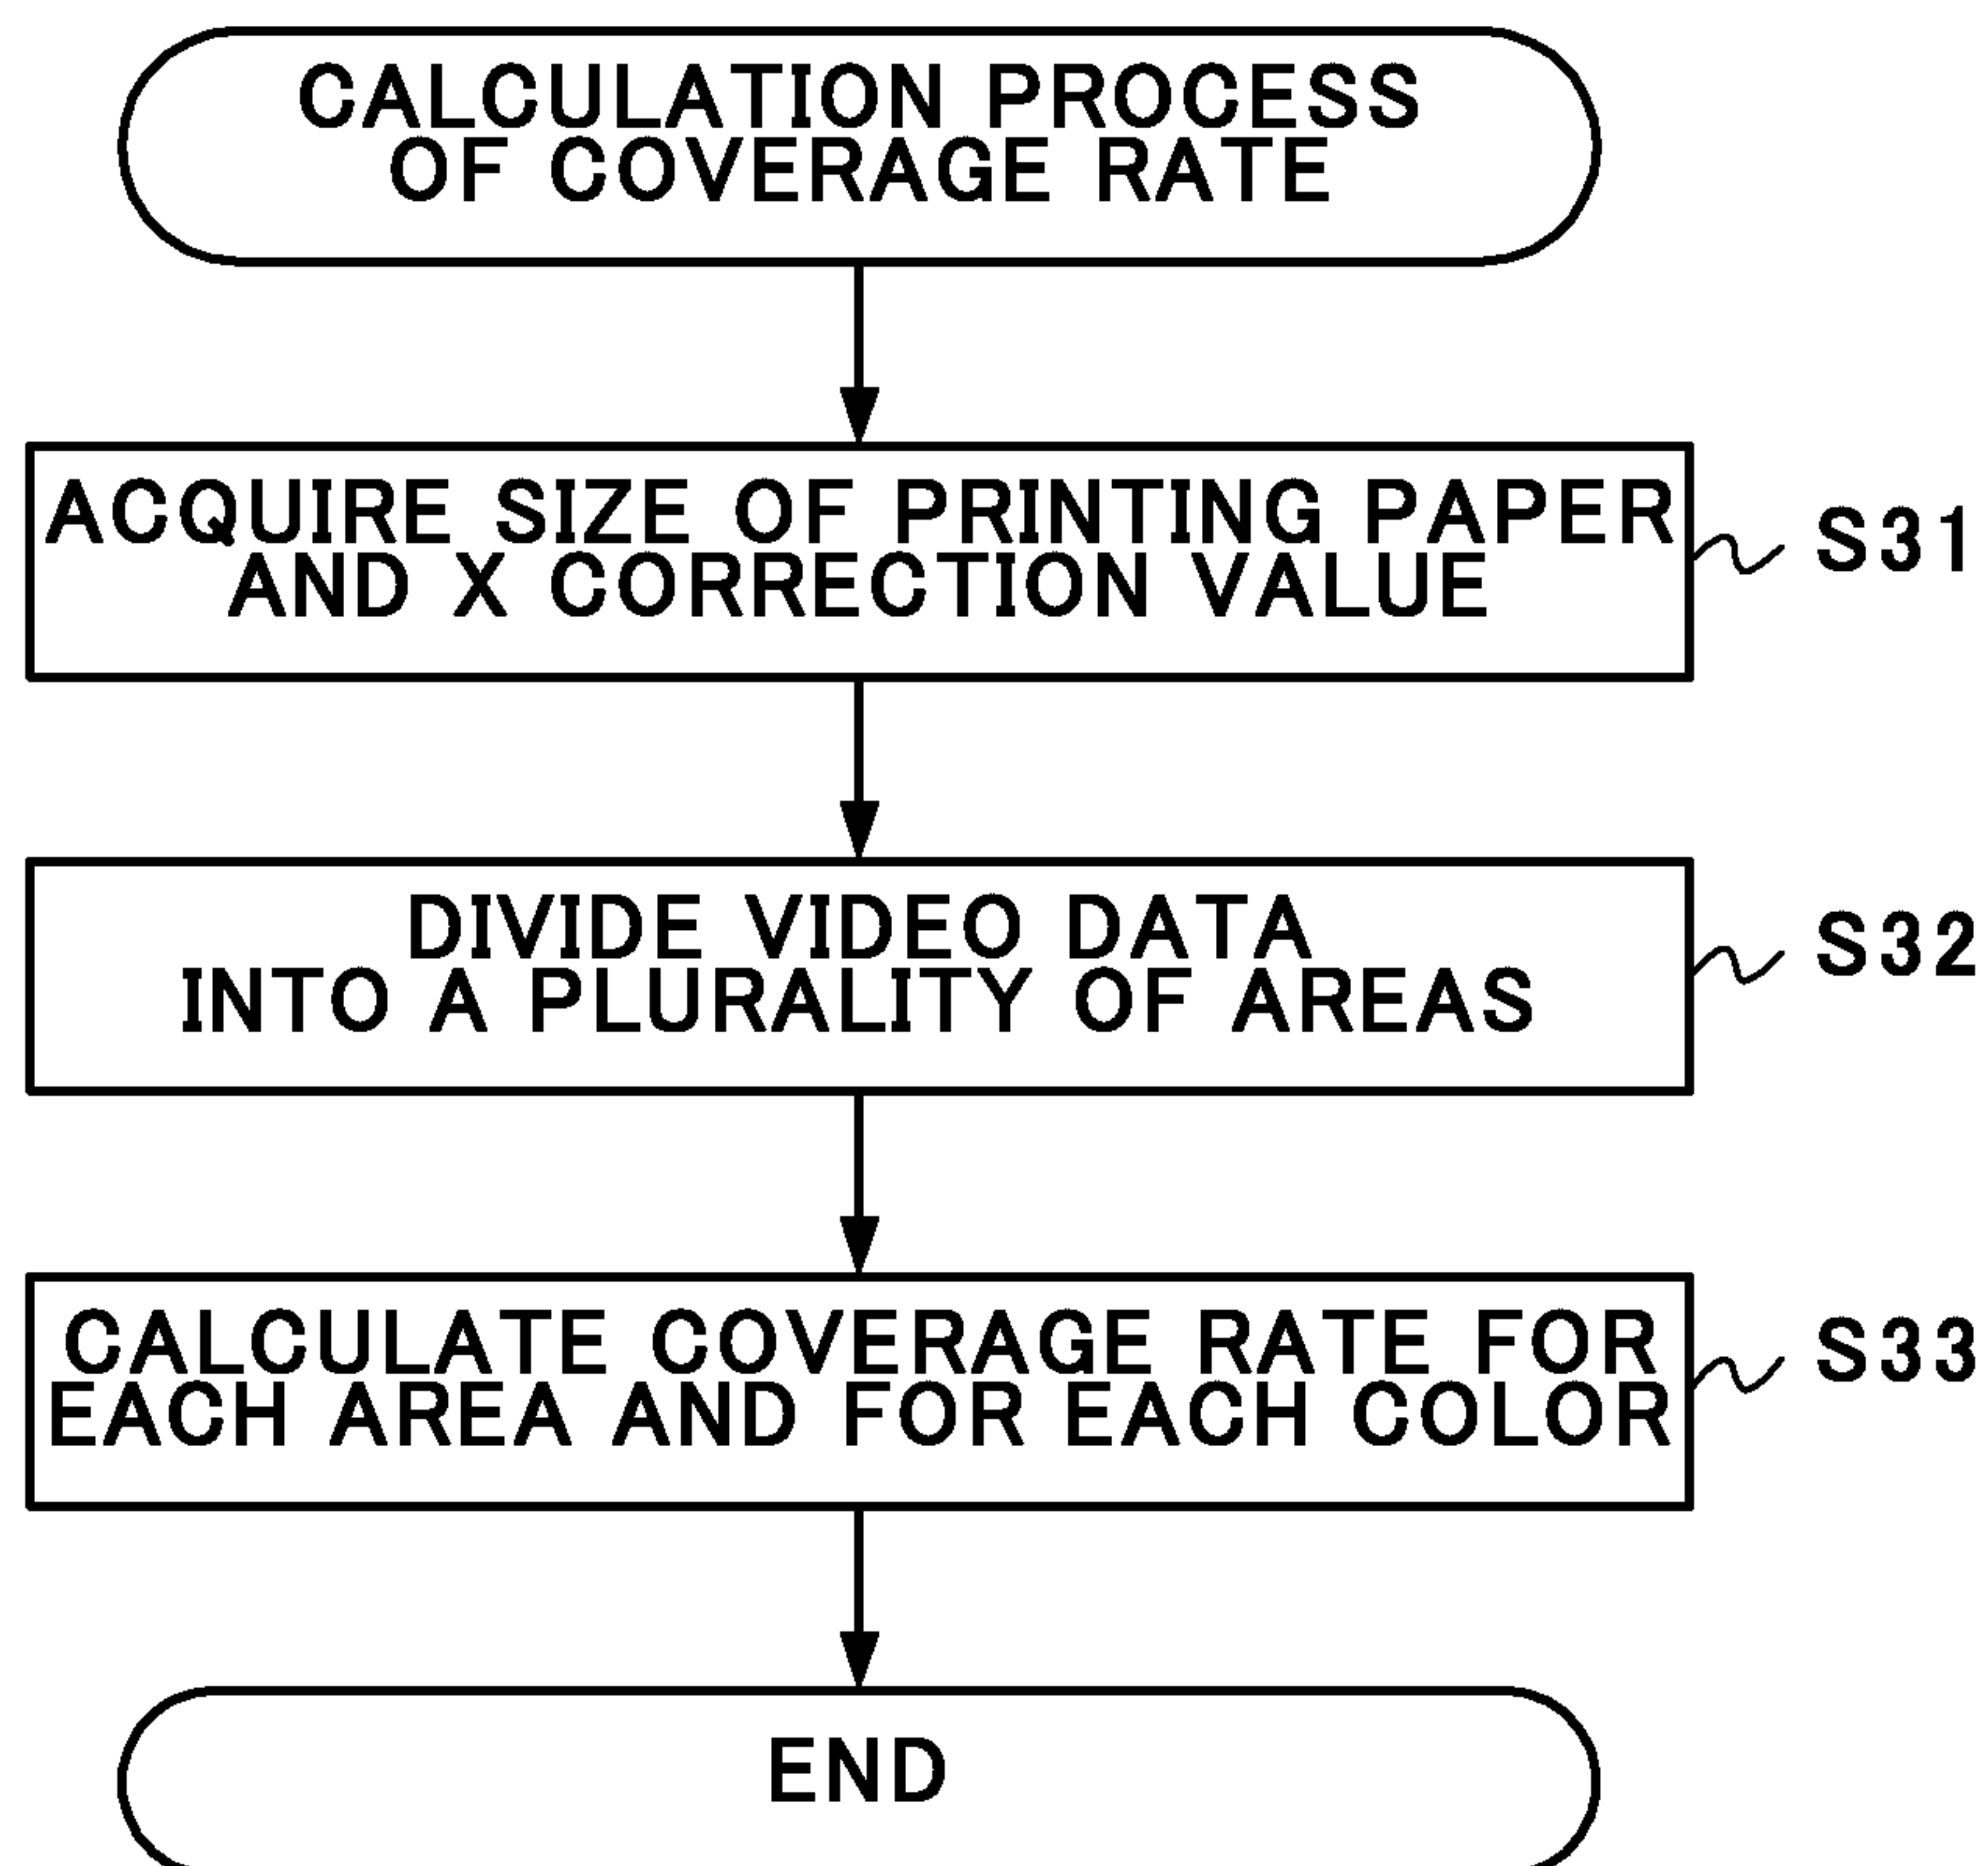 CALCULATION PROCESS
OF COVERAGE RATE
ACQUIRE SIZE OF PRINTING PAPER
AND X CORRECTION VALUE
S31
DIVIDE VIDEO DATA
INTO A PLURALITY OF AREAS
S32
CALCULATE COVERAGE RATE FOR
EACH AREA AND FOR EACH COLOR
S33
END